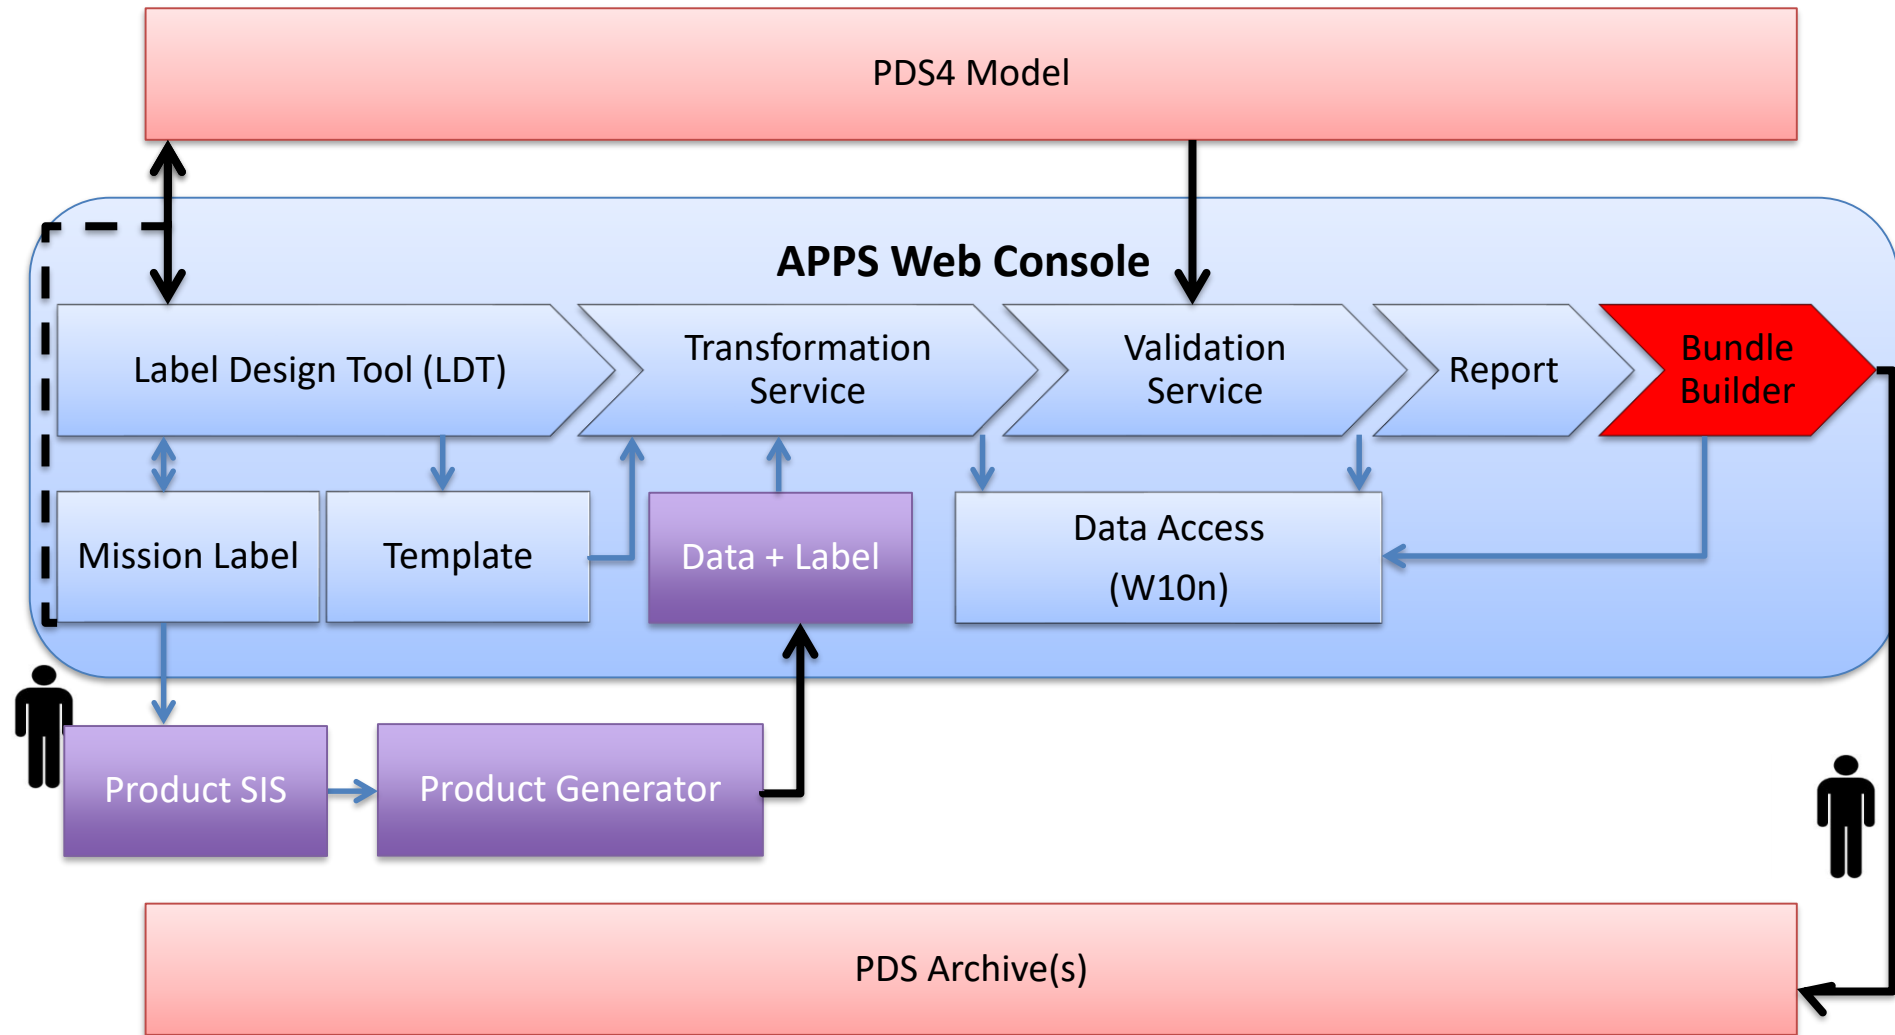 PDS4 Model
APPS Web Console
Label Design Tool (LDT)
Transformation
Service
Validation
Service
Report
Bundle
Builder
Mission Label
Template
Data + Label
Data Access
(W10n)
Product SIS
Product Generator
PDS Archive(s)